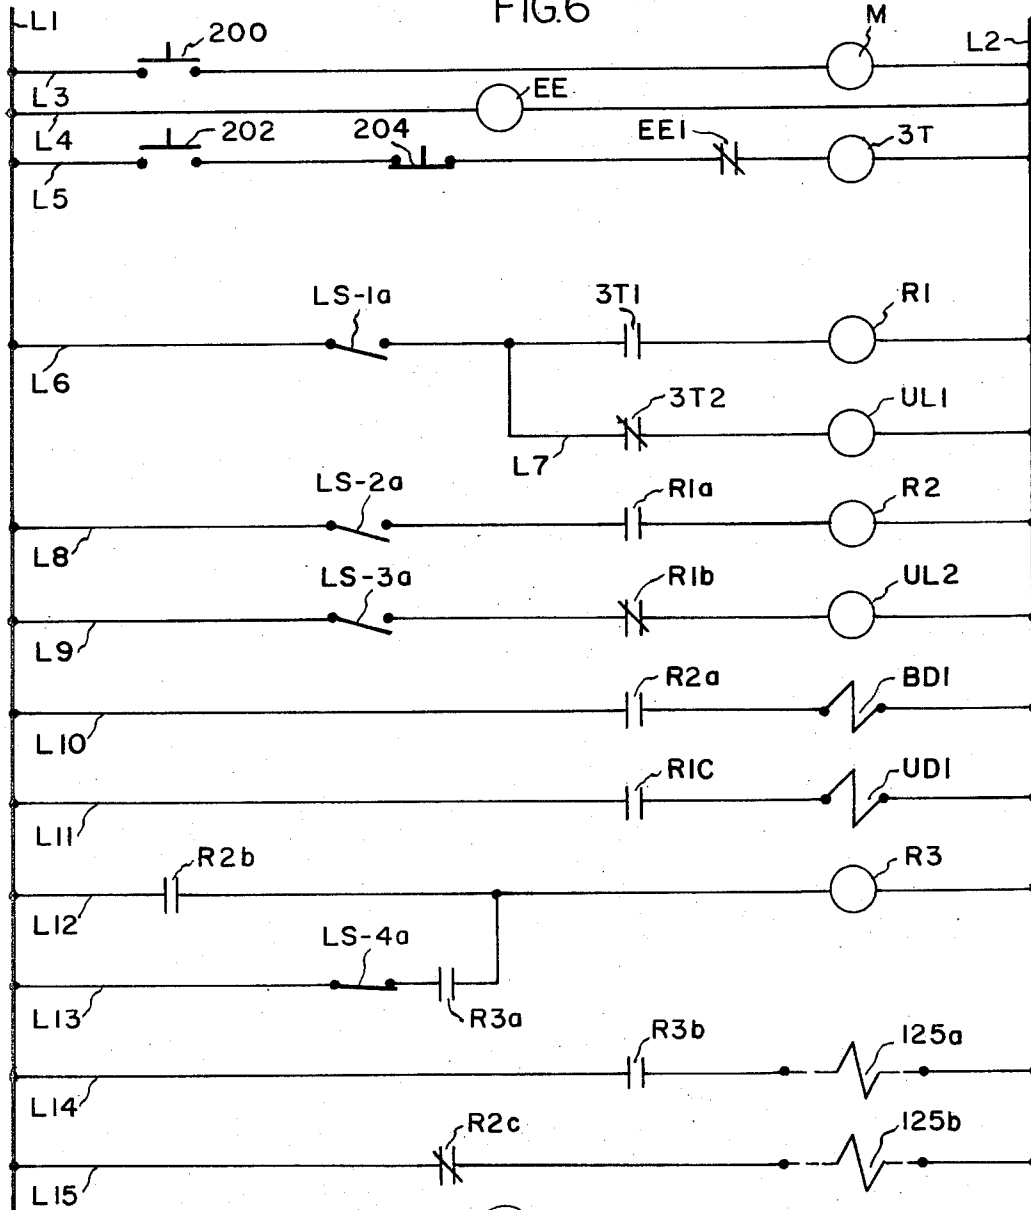 FIG.6
L1
200
M
L2
L3
EE
L4
202
204
EE1
3T
L5
LS-1a
3T1
R1
L6
3T2
UL1
L7
LS-2a
R1a
R2
L8
LS-3a
R1b
UL2
L9
R2a
BD1
L10
R1C
UD1
L11
R2b
R3
L12
LS-4a
L13
R3a
R3b
125a
L14
R2c
125b
L15